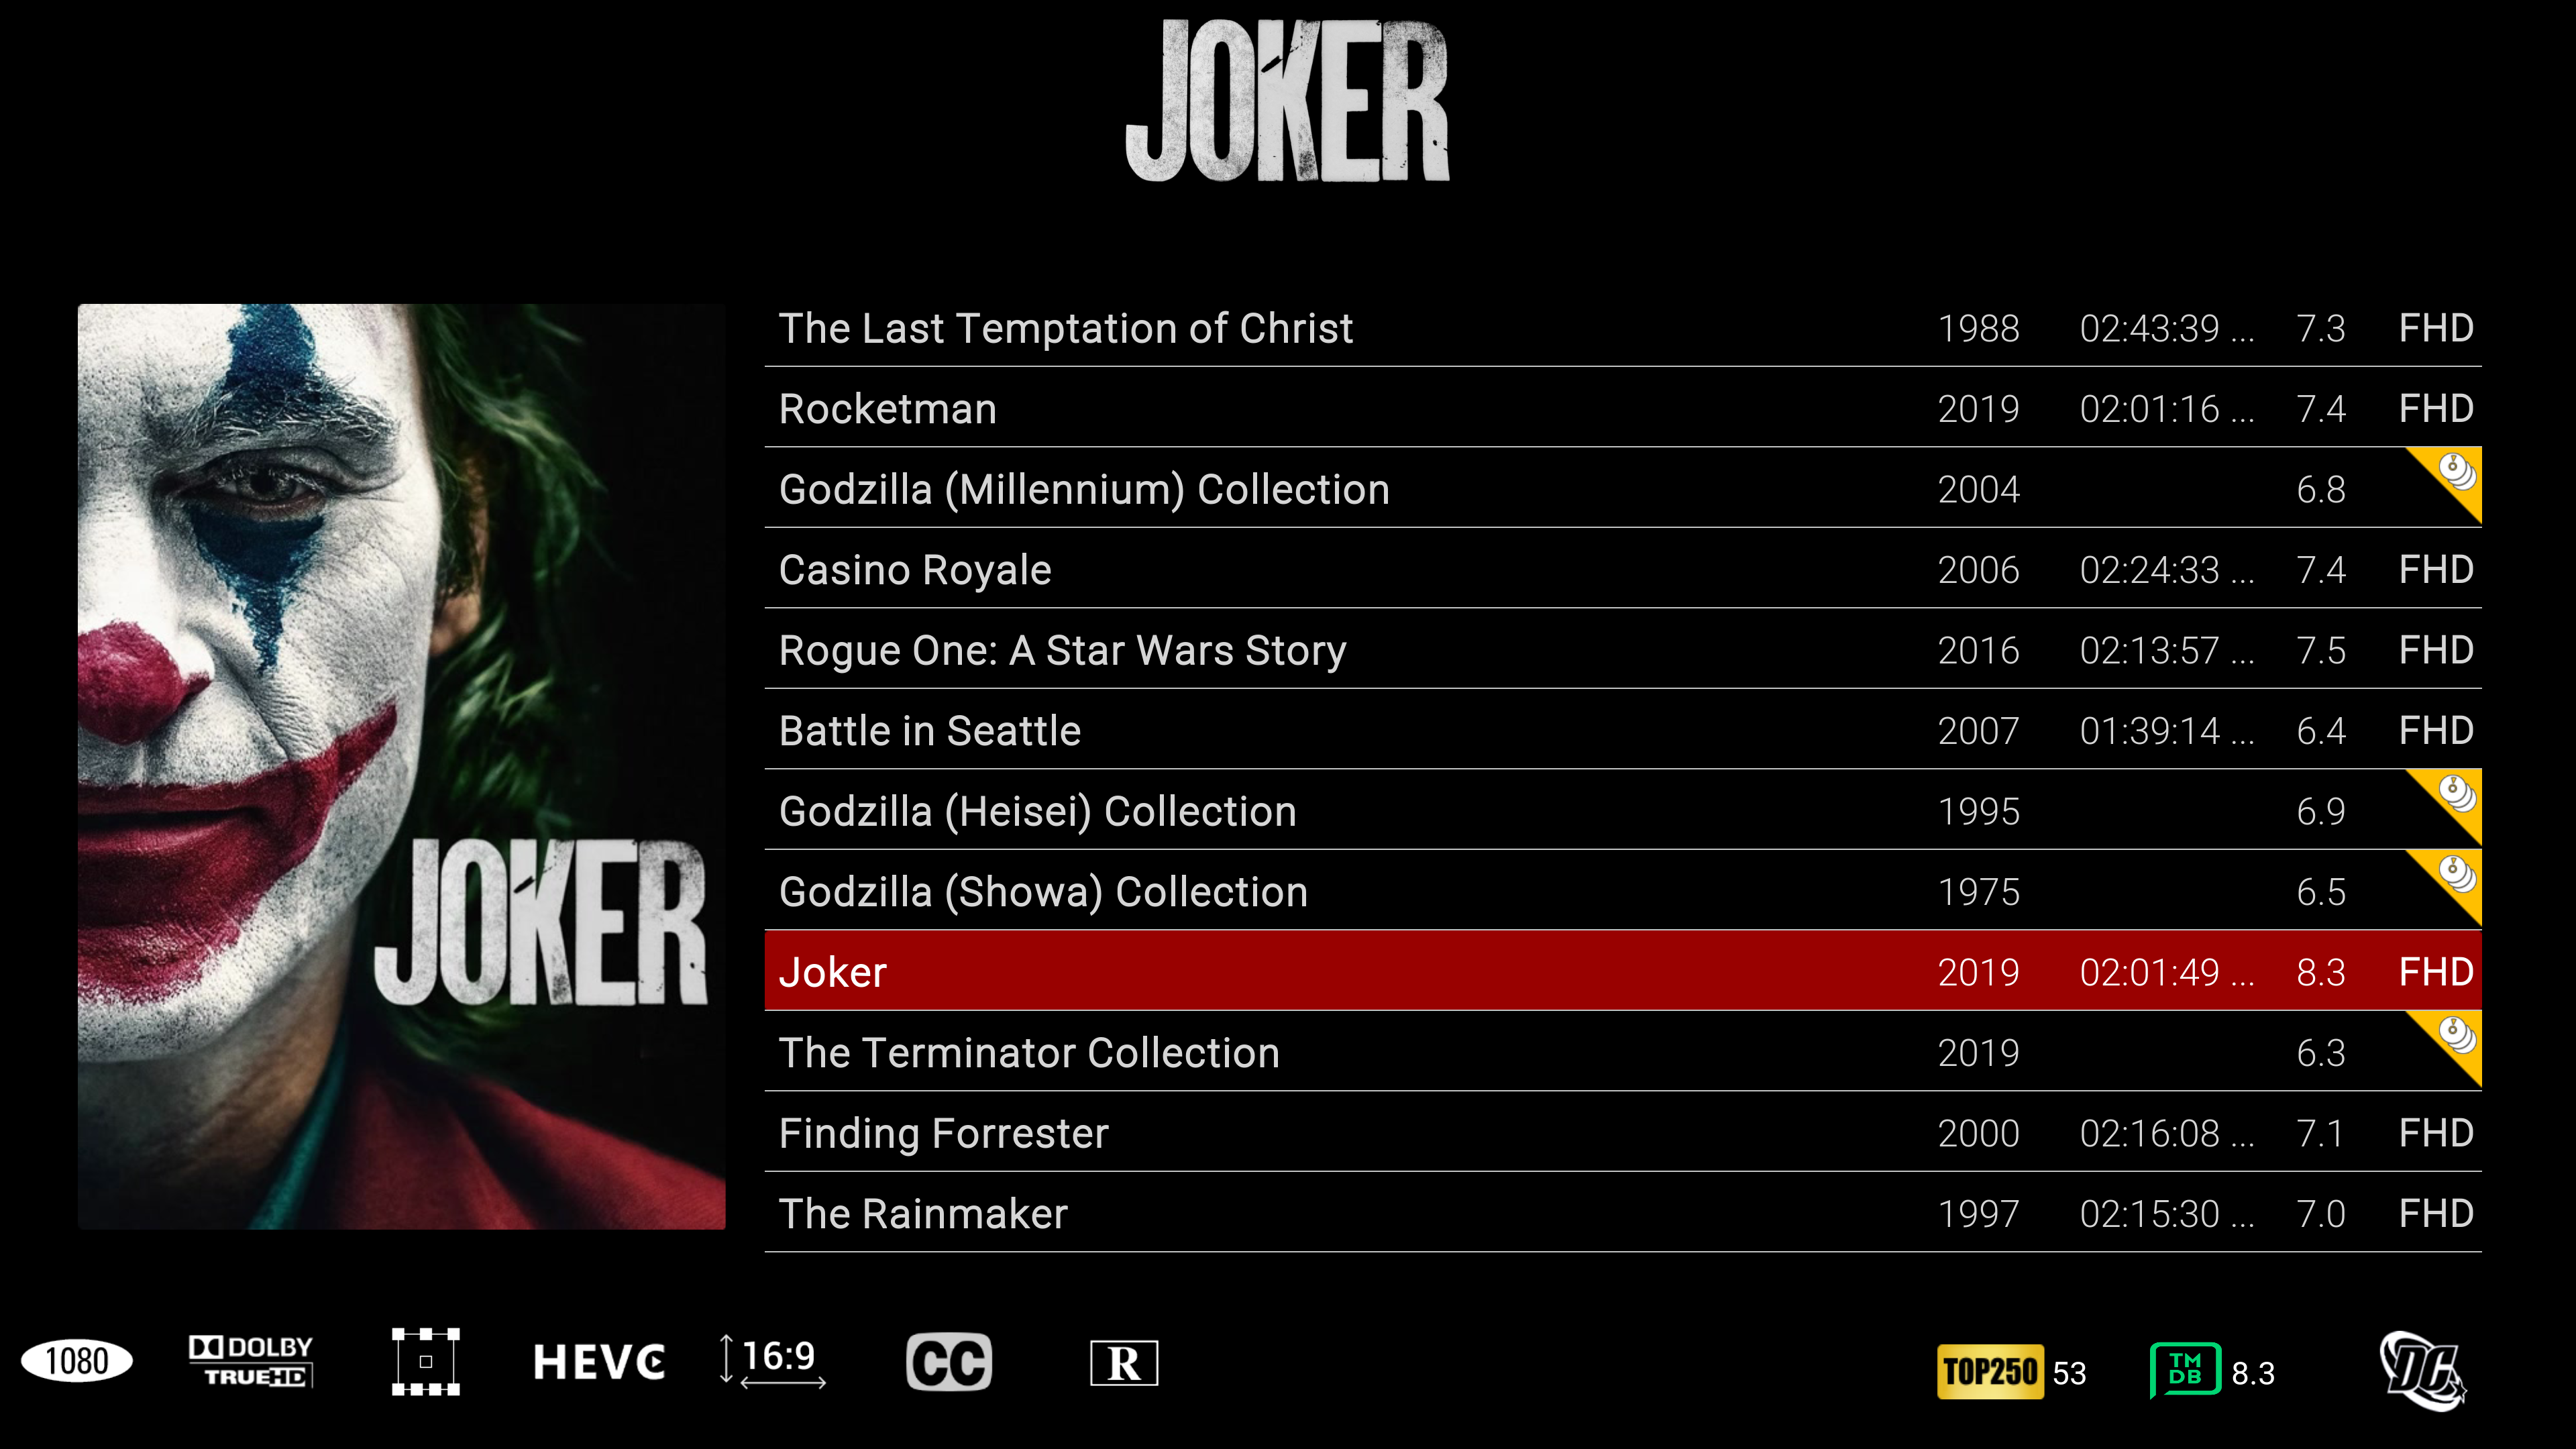 JOKER
The Last Temptation of Christ 1988 02:43:39 ... 7.3 FHD
Rocketman 2019 02:01:16 ... 7.4 FHD
Godzilla (Millennium) Collection 2004 6.8
Casino Royale 2006 02:24:33 ... 7.4 FHD
Rogue One: A Star Wars Story 2016 02:13:57 ... 7.5 FHD
Battle in Seattle 2007 01:39:14 ... 6.4 FHD
Godzilla (Heisei) Collection 1995 6.9
Godzilla (Showa) Collection 1975 6.5
JOKER
Joker 2019 02:01:49 ... 8.3 FHD
The Terminator Collection 2019 6.3
Finding Forrester 2000 02:16:08 ... 7.1 FHD
The Rainmaker 1997 02:15:30 ... 7.0 FHD
1080 DOLBY TRUEHD HEVC 16:9 CC R TOP250 53 TMDB 8.3 DC